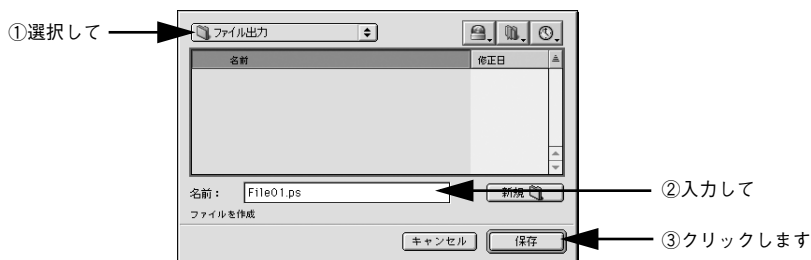 ①選択して
ファイル出力
名前
修正日
名前：
File01.ps
新規
②入力して
ファイルを作成
キャンセル
保存
③クリックします